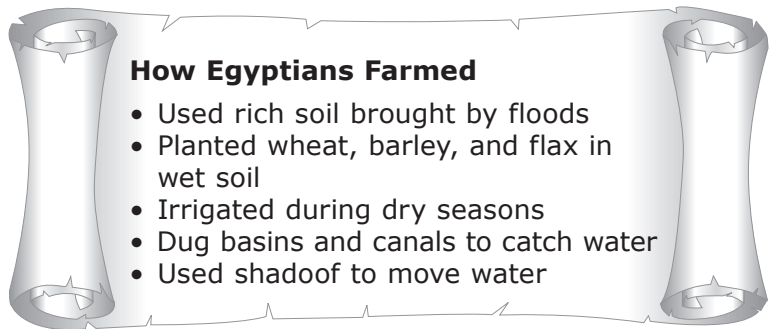 How Egyptians Farmed
• Used rich soil brought by floods
• Planted wheat, barley, and flax in
wet soil
• Irrigated during dry seasons
• Dug basins and canals to catch water
• Used shadoof to move water